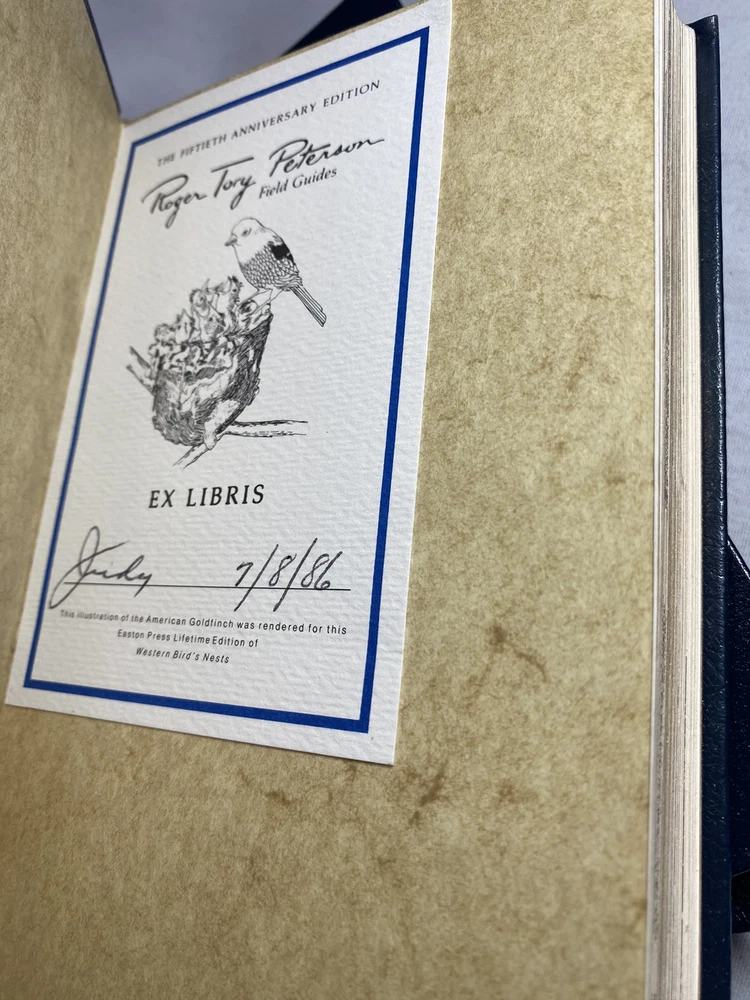 THE FIFTIETH ANNIVERSARY EDITION
Roger Tory Peterson
Field Guides
EX LIBRIS
Judy 7/8/86
This illustration of the American Goldfinch was rendered for this
Easton Press Lifetime Edition of
Western Bird's Nests